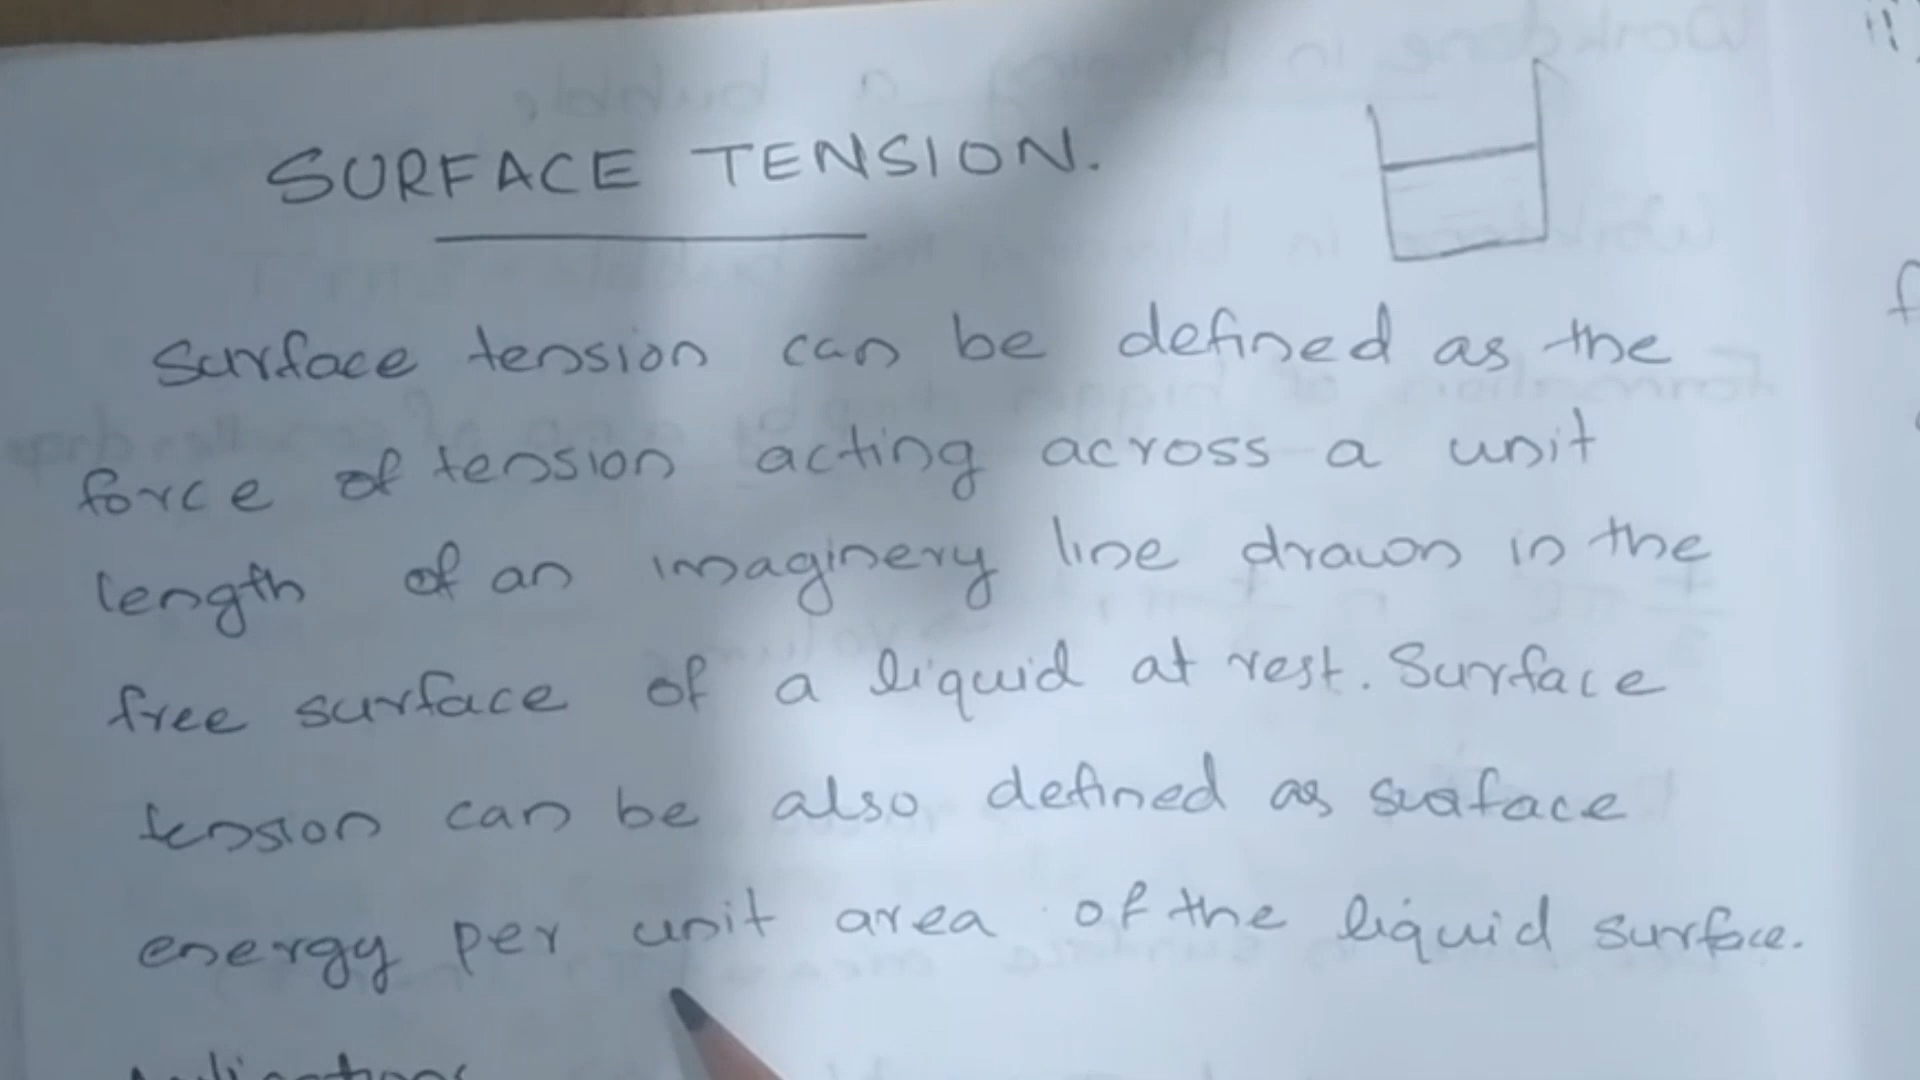 SURFACE TENSION.
Surface tension can be defined as the
force of tension acting across a unit
length of an imaginery line drawn in the
free surface of a liquid at rest. Surface
tension can be also defined as surface
energy per unit area of the liquid surface.